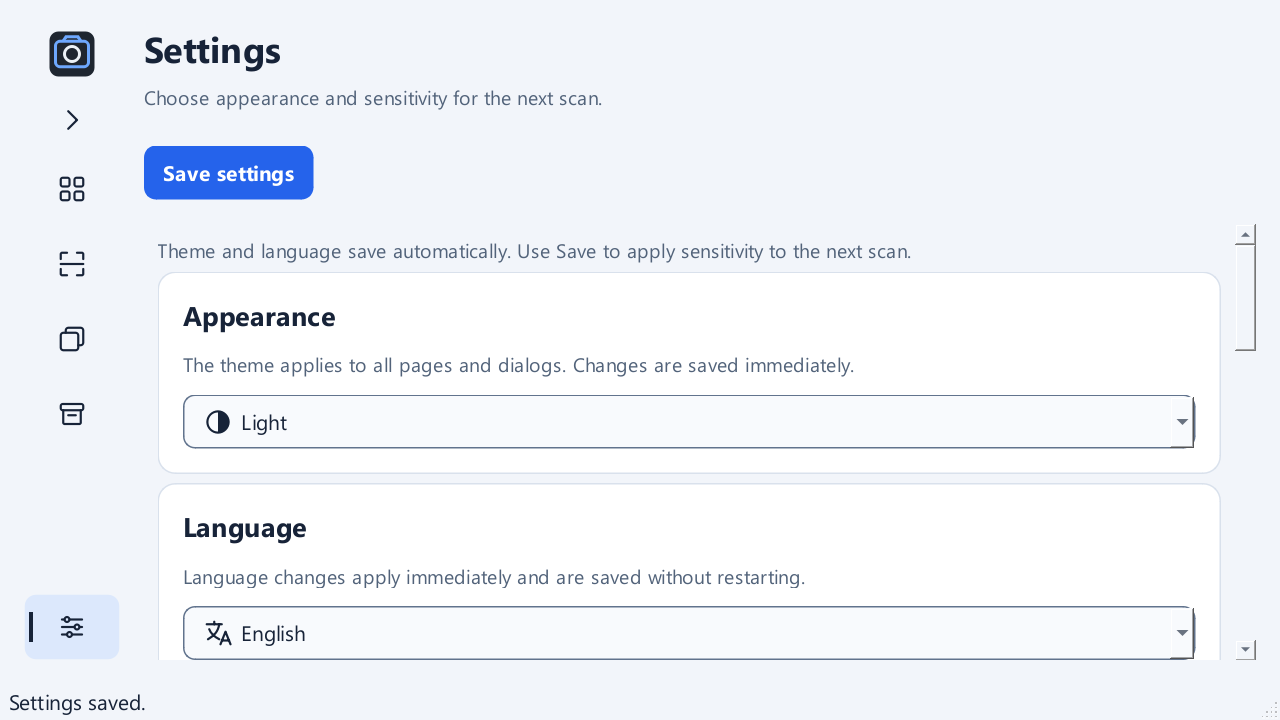 Settings
Choose appearance and sensitivity for the next scan.
Save settings
Theme and language save automatically. Use Save to apply sensitivity to the next scan.
Appearance
The theme applies to all pages and dialogs. Changes are saved immediately.
Light
Language
Language changes apply immediately and are saved without restarting.
English
Settings saved.